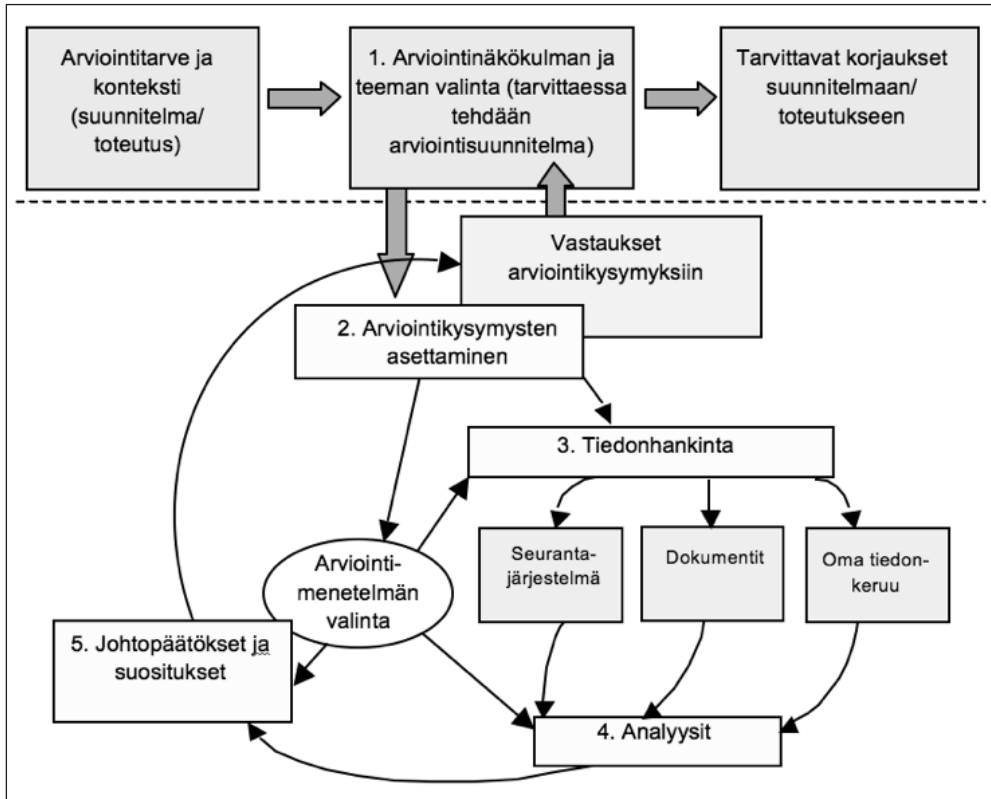 Arviointitarve ja
konteksti
(suunnitelma/
toteutus)
1. Arviointinäkökulman ja
teeman valinta (tarvittaessa
tehdään
arviointisuunnitelma)
Tarvittavat korjaukset
suunnitelmaan/
toteutukseen
Vastaukset
arviointikysymyksiin
2. Arviointikysymysten
asettaminen
3. Tiedonhankinta
Seuranta-
järjestelmä
Dokumentit
Oma tiedon-
keruu
Arviointi-
menetelmän
valinta
5. Johtopäätökset ja
suositukset
4. Analyysit